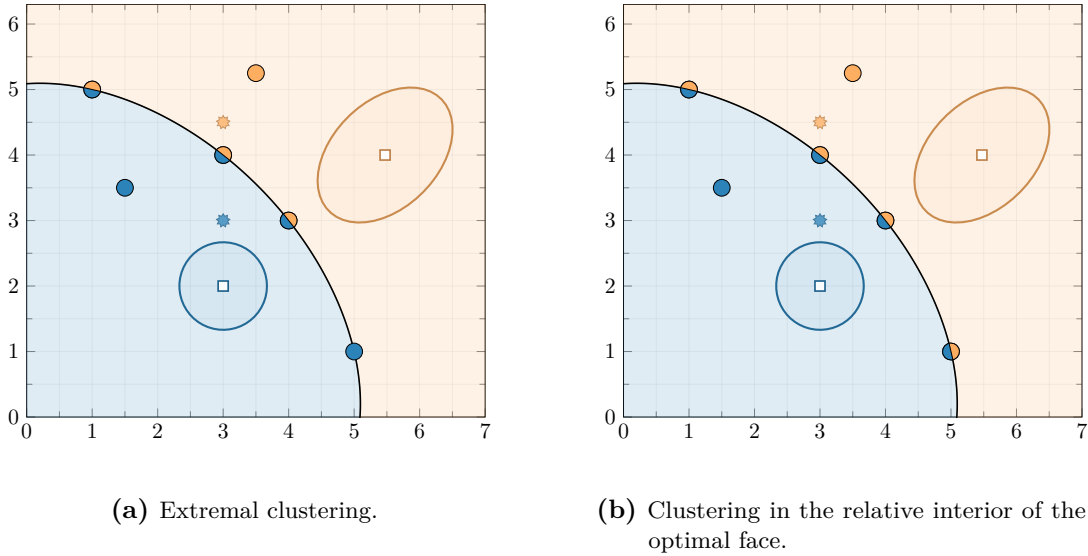 6
5
4
3
2
1
0
0 1 2 3 4 5 6 7
6
5
4
3
2
1
0
0 1 2 3 4 5 6 7
(a) Extremal clustering.
(b) Clustering in the relative interior of the
optimal face.